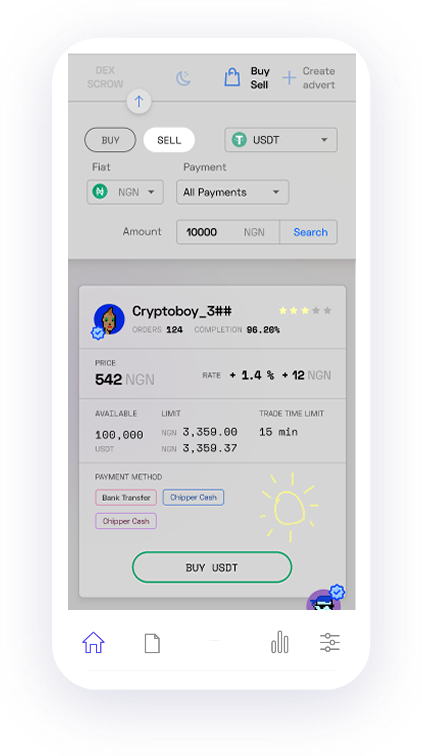 DEX
SCROW
Buy
Sell
Create
advert
BUY
SELL
USDT
Fiat
Payment
NGN
All Payments
Amount
10000
NGN
Search
Cryptoboy_3##
ORDERS 124 COMPLETION 96.20%
PRICE
542 NGN
RATE + 1.4 % + 12 NGN
AVAILABLE
LIMIT
TRADE TIME LIMIT
100,000
USDT
NGN 3,359.00
NGN 3,359.37
15 min
PAYMENT METHOD
Bank Transfer
Chipper Cash
Chipper Cash
BUY USDT